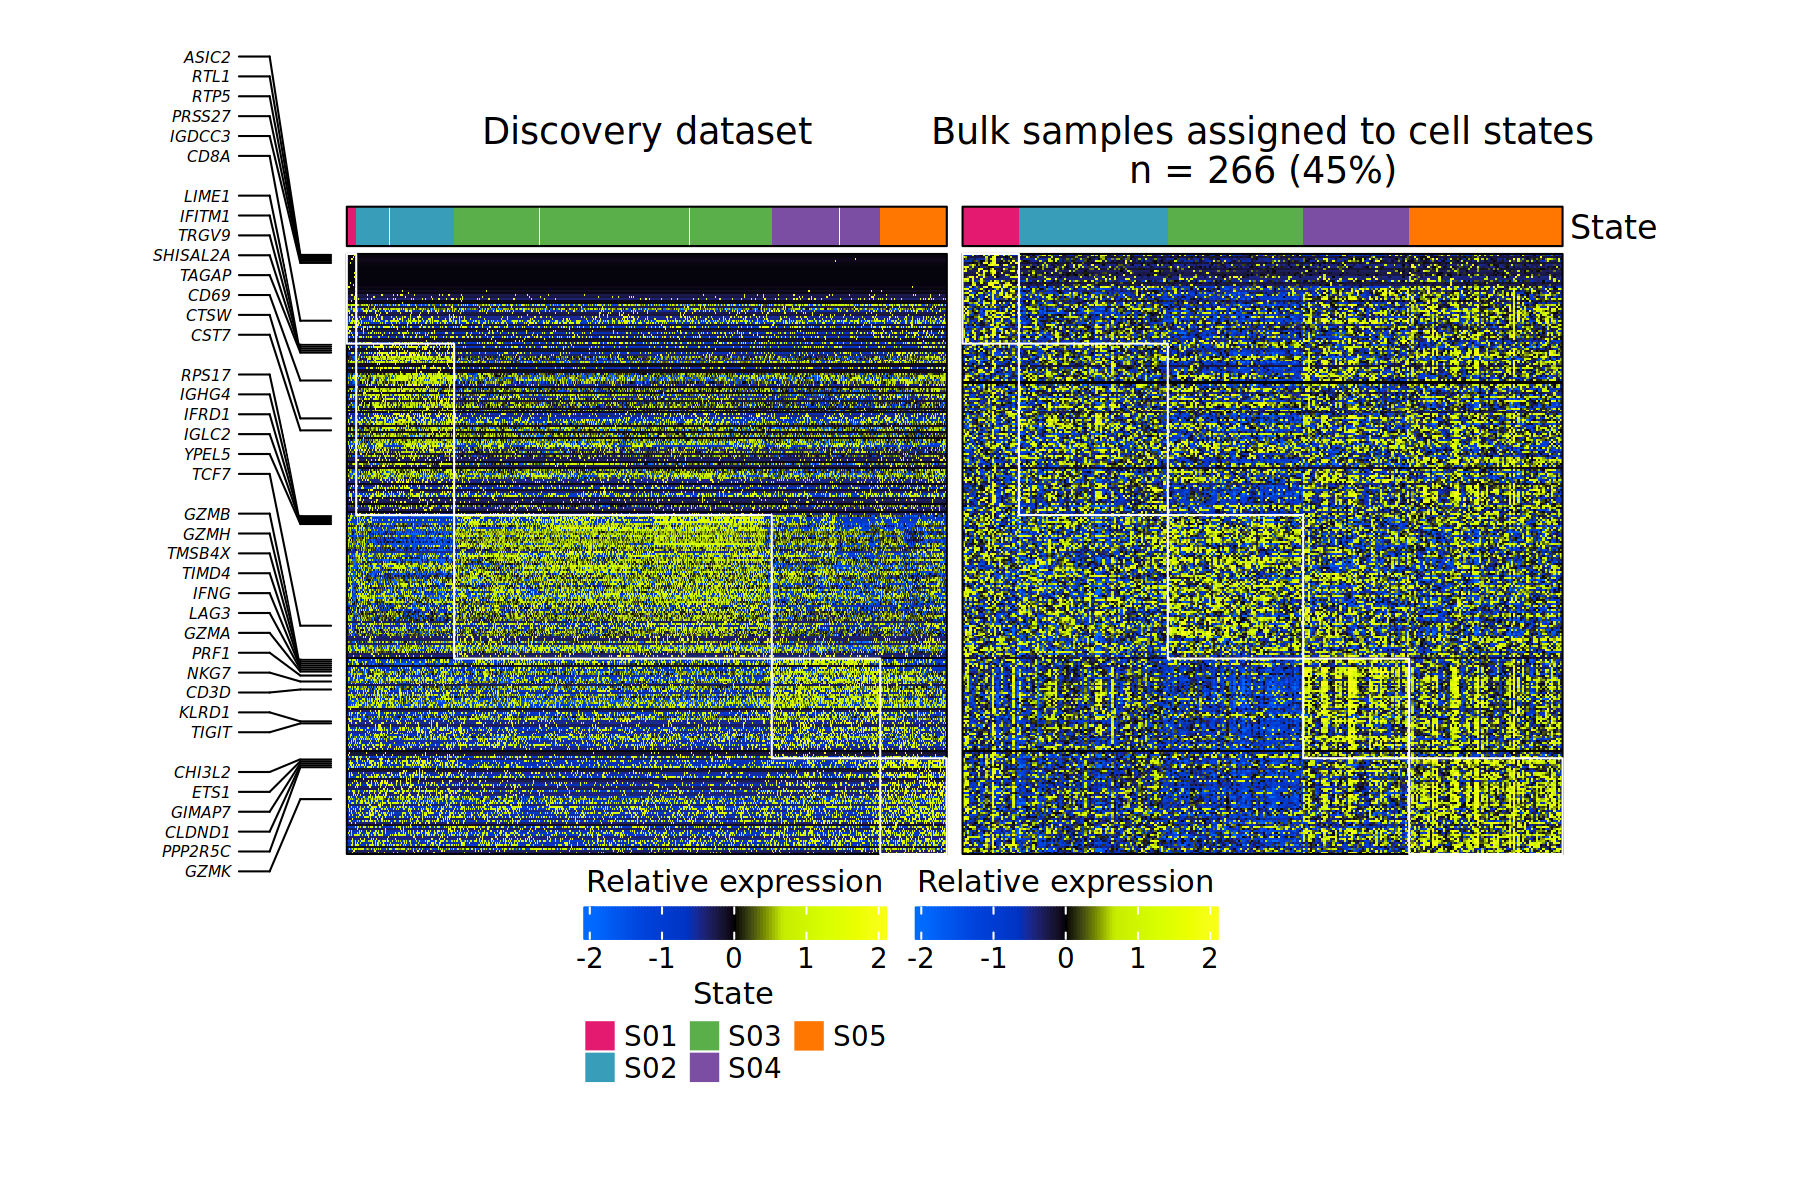 ASIC2
RTL1
RTP5
PRSS27
IGDCC3
CD8A
LIME1
IFITM1
TRGV9
SHISAL2A
TAGAP
CD69
CTSW
CST7
RPS17
IGHG4
IFRD1
IGLC2
YPEL5
TCF7
GZMB
GZMH
TMSB4X
TIMD4
IFNG
LAG3
GZMA
PRF1
NKG7
CD3D
KLRD1
TIGIT
CHI3L2
ETS1
GIMAP7
CLDND1
PPP2R5C
GZMK
Discovery dataset
Bulk samples assigned to cell states
n = 266 (45%)
State
Relative expression
-2 -1 0 1 2
Relative expression
-2 -1 0 1 2
State
S01 S03 S05
S02 S04